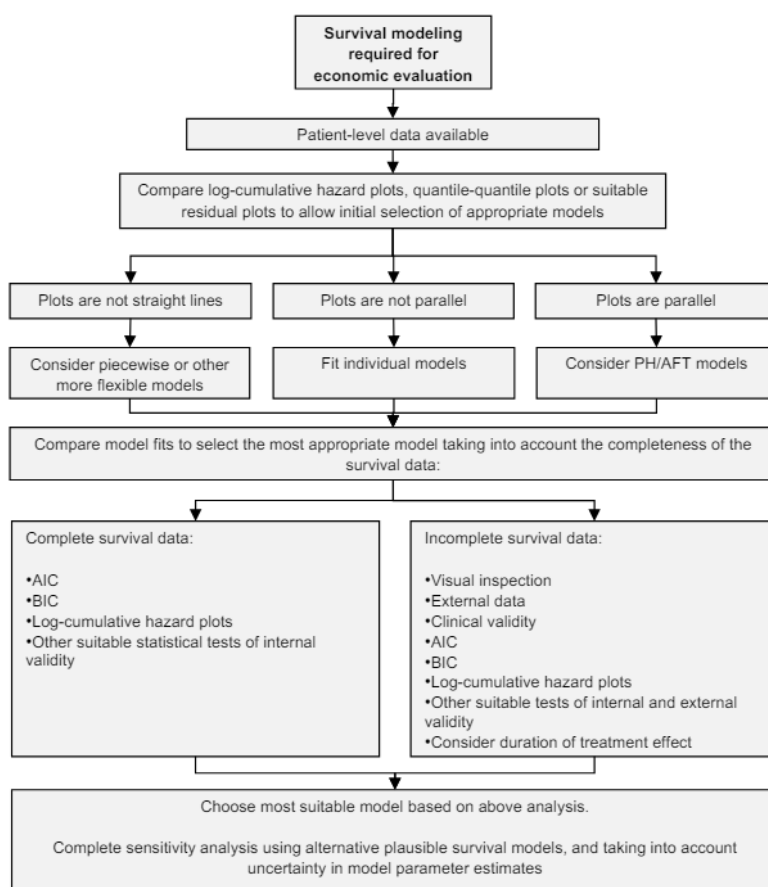 Survival modeling
required for
economic evaluation
Patient-level data available
Compare log-cumulative hazard plots, quantile-quantile plots or suitable
residual plots to allow initial selection of appropriate models
Plots are not straight lines
Plots are not parallel
Plots are parallel
Consider piecewise or other
more flexible models
Fit individual models
Consider PH/AFT models
Compare model fits to select the most appropriate model taking into account the completeness of the
survival data:
Complete survival data:
•AIC
•BIC
•Log-cumulative hazard plots
•Other suitable statistical tests of internal
validity
Incomplete survival data:
•Visual inspection
•External data
•Clinical validity
•AIC
•BIC
•Log-cumulative hazard plots
•Other suitable tests of internal and external
validity
•Consider duration of treatment effect
Choose most suitable model based on above analysis.
Complete sensitivity analysis using alternative plausible survival models, and taking into account
uncertainty in model parameter estimates